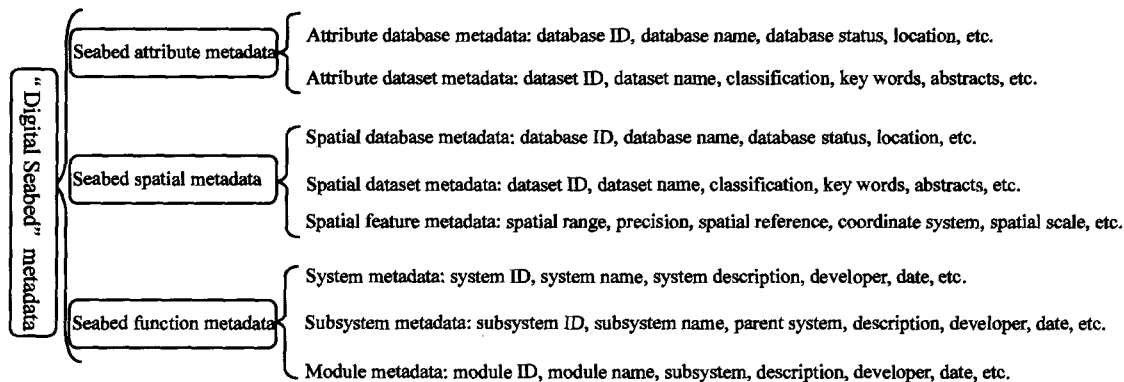 "Digital Seabed" metadata
Seabed attribute metadata
Attribute database metadata: database ID, database name, database status, location, etc.
Attribute dataset metadata: dataset ID, dataset name, classification, key words, abstracts, etc.
Seabed spatial metadata
Spatial database metadata: database ID, database name, database status, location, etc.
Spatial dataset metadata: dataset ID, dataset name, classification, key words, abstracts, etc.
Spatial feature metadata: spatial range, precision, spatial reference, coordinate system, spatial scale, etc.
Seabed function metadata
System metadata: system ID, system name, system description, developer, date, etc.
Subsystem metadata: subsystem ID, subsystem name, parent system, description, developer, date, etc.
Module metadata: module ID, module name, subsystem, description, developer, date, etc.